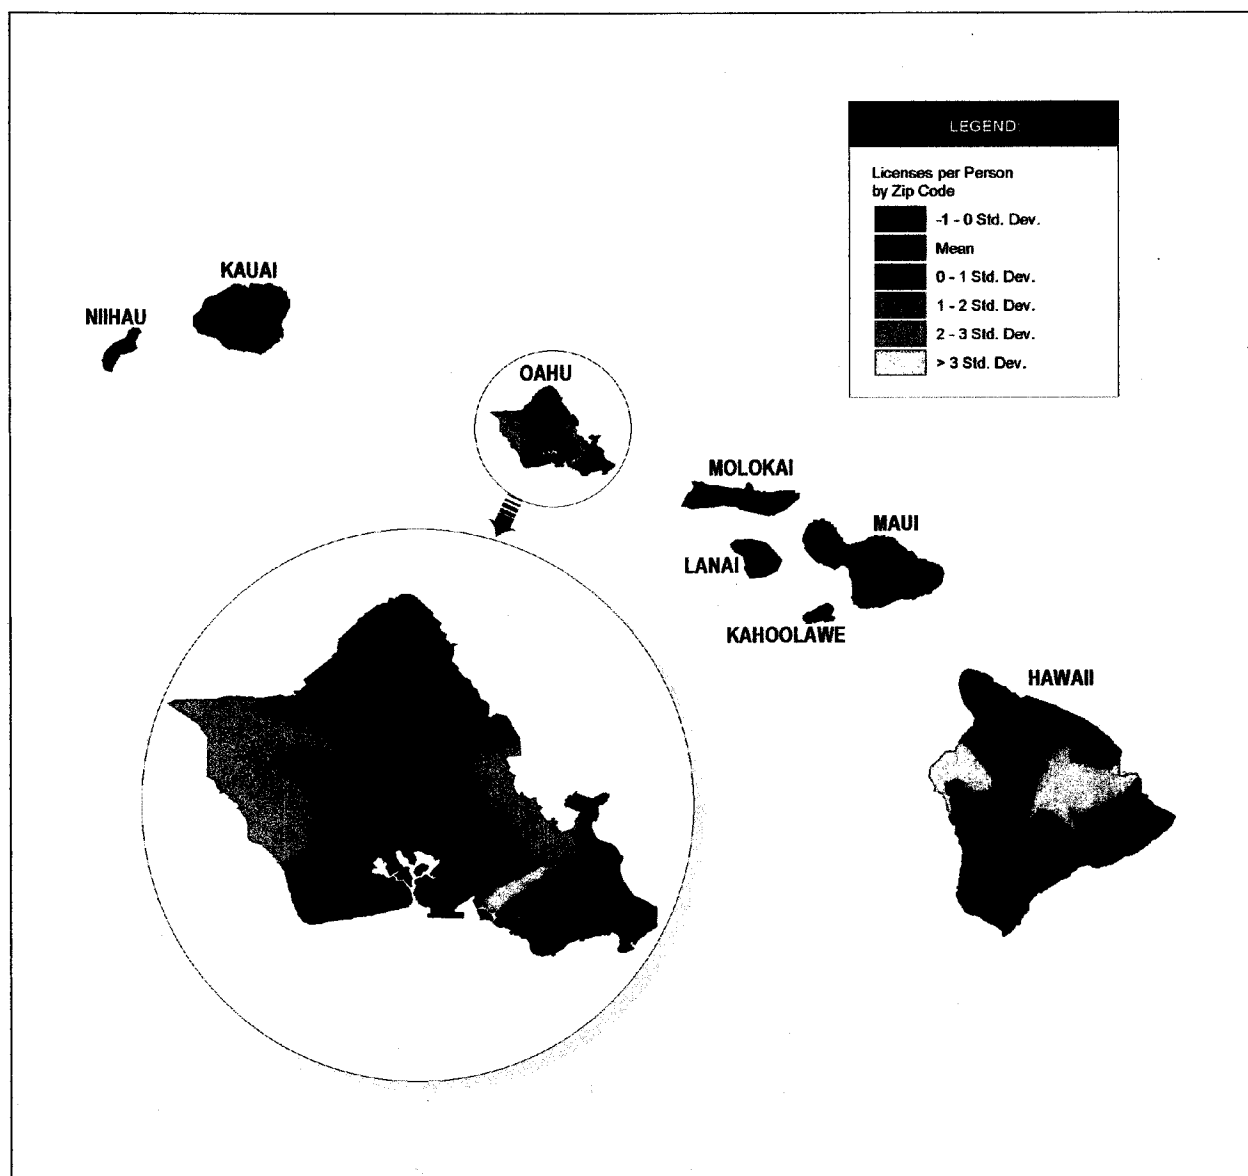 LEGEND:
Licenses per Person
by Zip Code
-1 - 0 Std. Dev.
Mean
0 - 1 Std. Dev.
1 - 2 Std. Dev.
2 - 3 Std. Dev.
> 3 Std. Dev.
KAUAI
NIIHAU
OAHU
MOLOKAI
MAUI
LANAI
KAHOOLAWE
HAWAII